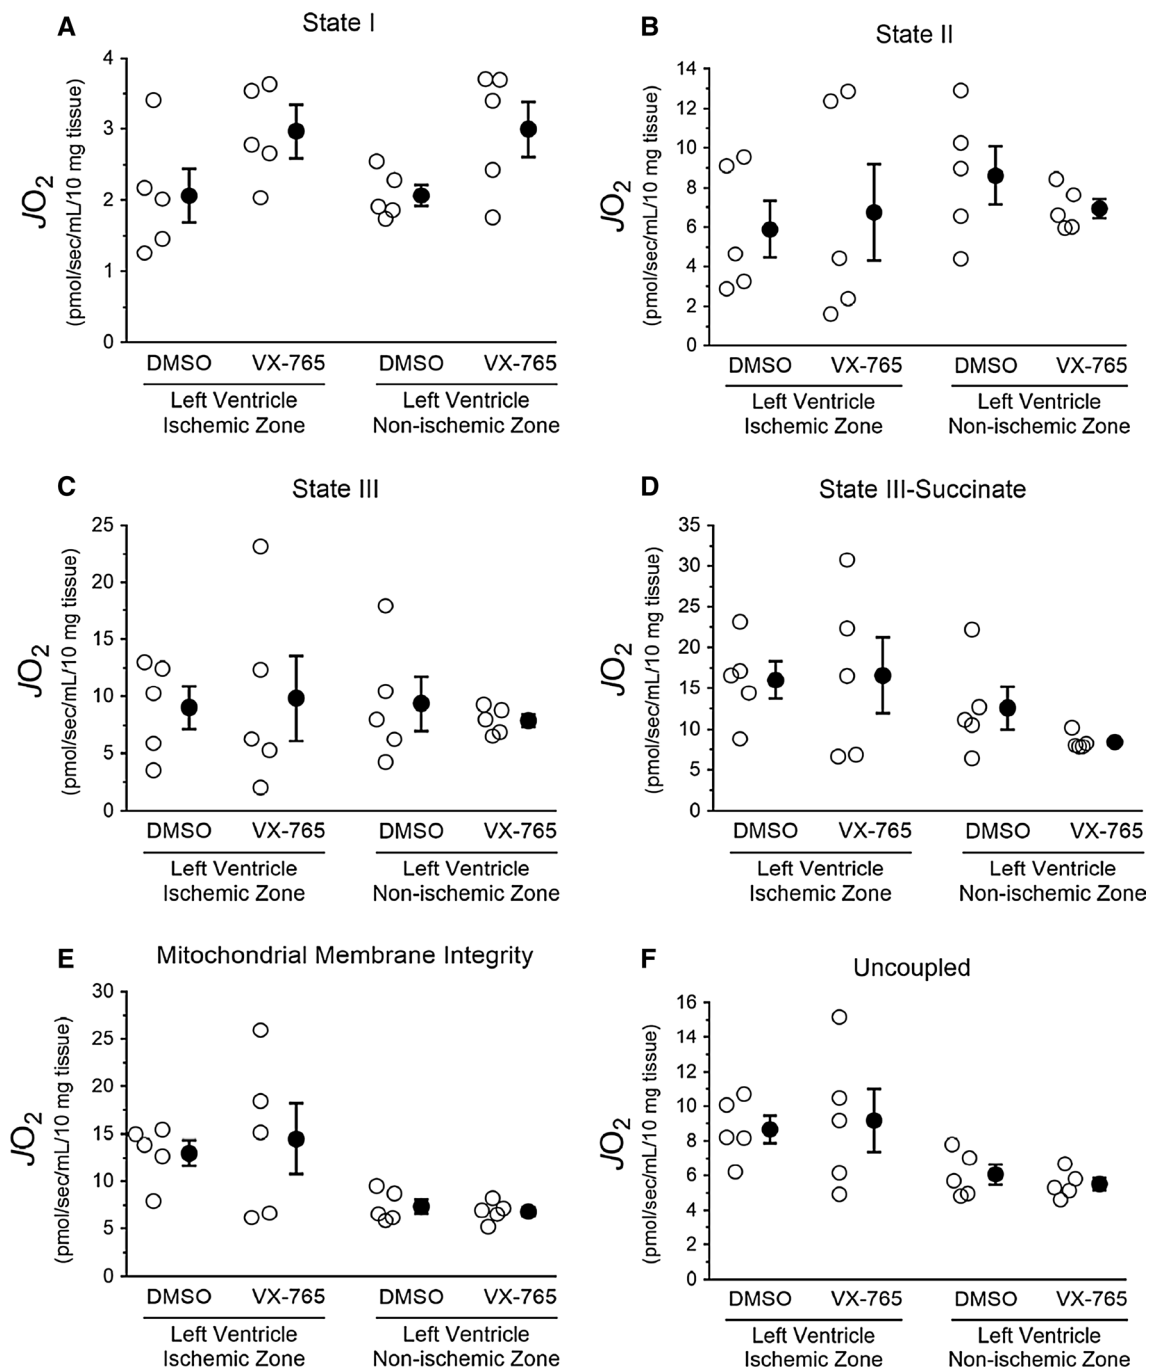 A
State I
JO2
(pmol/sec/mL/10 mg tissue)
4
3
2
1
0
DMSO
VX-765
DMSO
VX-765
Left Ventricle
Ischemic Zone
Left Ventricle
Non-ischemic Zone
B
State II
JO2
(pmol/sec/mL/10 mg tissue)
14
12
10
8
6
4
2
0
DMSO
VX-765
DMSO
VX-765
Left Ventricle
Ischemic Zone
Left Ventricle
Non-ischemic Zone
C
State III
JO2
(pmol/sec/mL/10 mg tissue)
25
20
15
10
5
0
DMSO
VX-765
DMSO
VX-765
Left Ventricle
Ischemic Zone
Left Ventricle
Non-ischemic Zone
D
State III-Succinate
JO2
(pmol/sec/mL/10 mg tissue)
35
30
25
20
15
10
5
0
DMSO
VX-765
DMSO
VX-765
Left Ventricle
Ischemic Zone
Left Ventricle
Non-ischemic Zone
E
Mitochondrial Membrane Integrity
JO2
(pmol/sec/mL/10 mg tissue)
30
25
20
15
10
5
0
DMSO
VX-765
DMSO
VX-765
Left Ventricle
Ischemic Zone
Left Ventricle
Non-ischemic Zone
F
Uncoupled
JO2
(pmol/sec/mL/10 mg tissue)
16
14
12
10
8
6
4
2
0
DMSO
VX-765
DMSO
VX-765
Left Ventricle
Ischemic Zone
Left Ventricle
Non-ischemic Zone